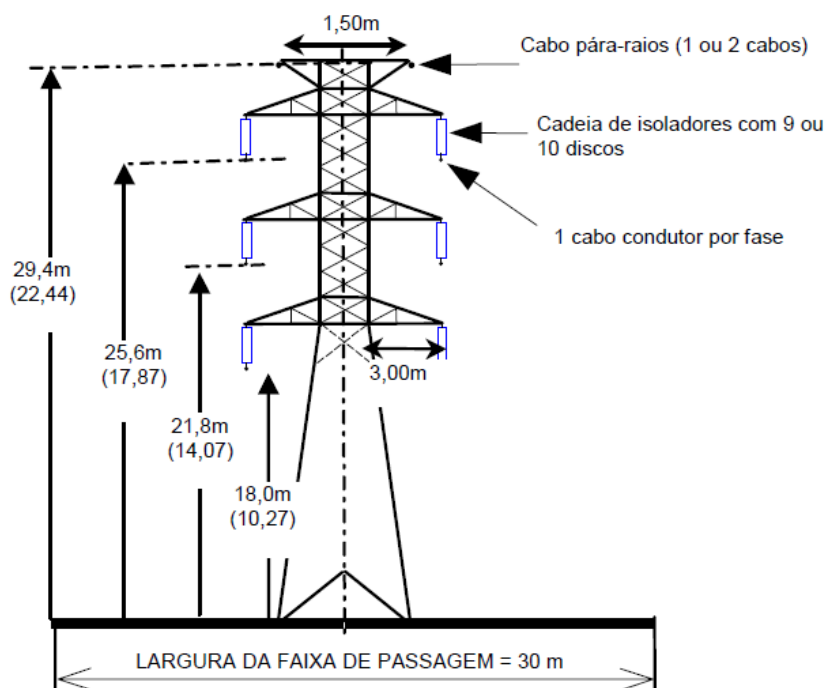 1,50m
Cabo pára-raios (1 ou 2 cabos)
Cadeia de isoladores com 9 ou
10 discos
1 cabo condutor por fase
29,4m
(22,44)
25,6m
(17,87)
3,00m
21,8m
(14,07)
18,0m
(10,27)
LARGURA DA FAIXA DE PASSAGEM = 30 m